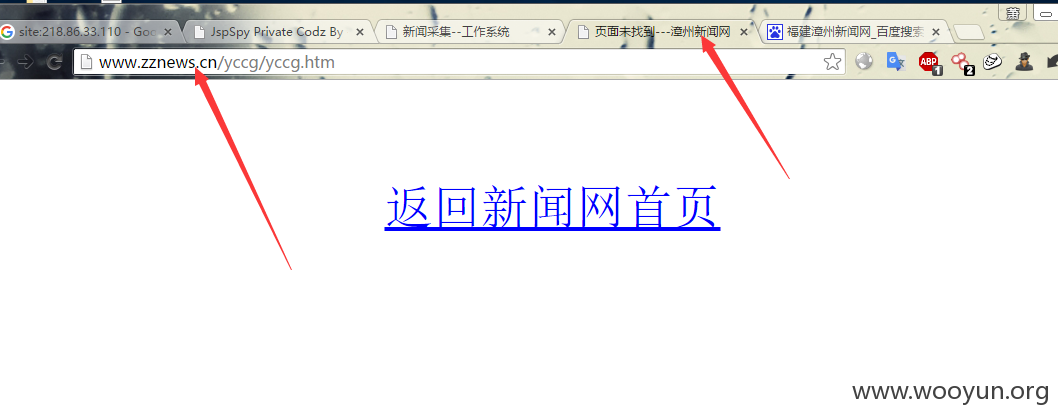 萧
site:218.86.33.110 - Goo
JspSpy Private Codz By
新闻采集--工作系统
页面未找到---漳州新闻网
福建漳州新闻网_百度搜索
www.zznews.cn/yccg/yccg.htm
ABP
1
2
返回新闻网首页
www.wooyun.org